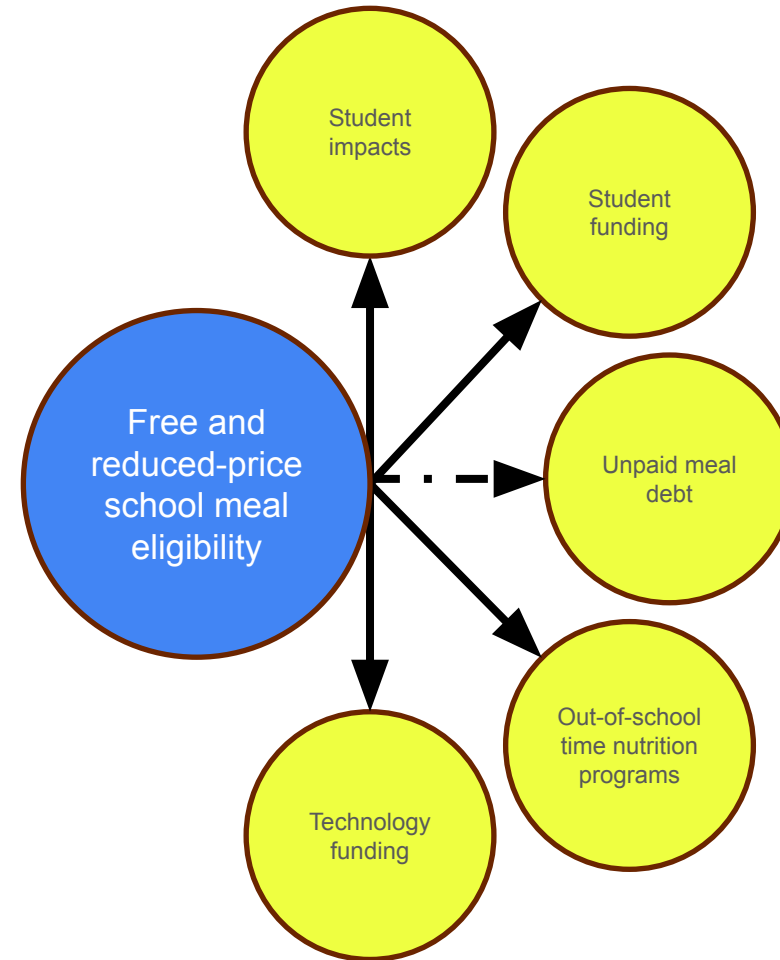 Student
impacts
Student
funding
Free and
reduced-price
school meal
eligibility
Unpaid meal
debt
Out-of-school
time nutrition
programs
Technology
funding